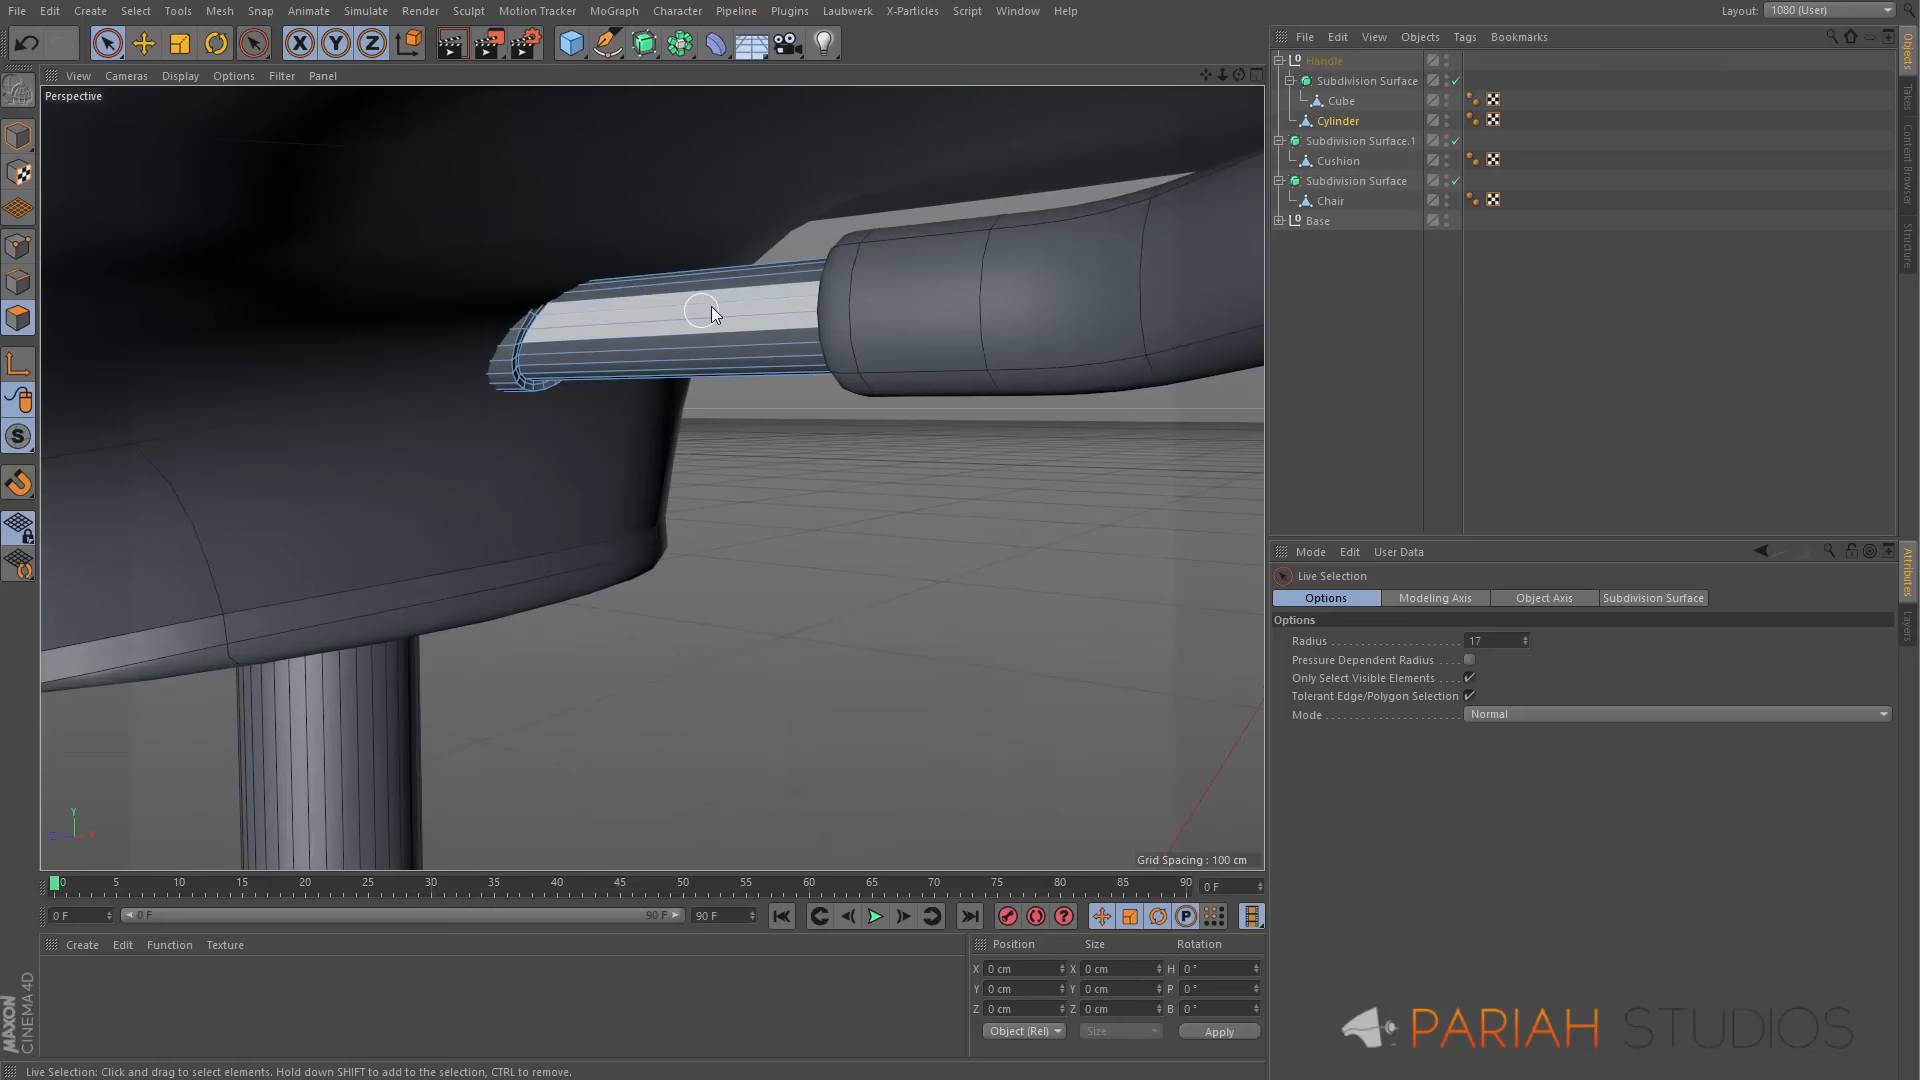 File Edit Create Select Tools Mesh Snap Animate Simulate Render Sculpt Motion Tracker MoGraph Character Pipeline Plugins Laubwerk X-Particles Script Window Help Layout: 1080 (User)
File Edit View Objects Tags Bookmarks
Objects
Takes
Content Browser
Structure
View Cameras Display Options Filter Panel
Perspective
Handle
Subdivision Surface
Cube
Cylinder
Subdivision Surface.1
Cushion
Subdivision Surface
Chair
Base
X Y Z
S
Mode Edit User Data
Attributes
Layers
Live Selection
Options Modeling Axis Object Axis Subdivision Surface
Options
Radius 17
Pressure Dependent Radius
Only Select Visible Elements
Tolerant Edge/Polygon Selection
Mode Normal
Y
Z X
Grid Spacing : 100 cm
0 5 10 15 20 25 30 35 40 45 50 55 60 65 70 75 80 85 90 0 F
0 F 0 F 90 F 90 F P
Create Edit Function Texture
Position Size Rotation
X 0 cm X 0 cm H 0 °
Y 0 cm Y 0 cm P 0 °
Z 0 cm Z 0 cm B 0 °
Object (Rel) Size Apply
MAXON
CINEMA 4D
PARIAH STUDIOS
Live Selection: Click and drag to select elements. Hold down SHIFT to add to the selection, CTRL to remove.